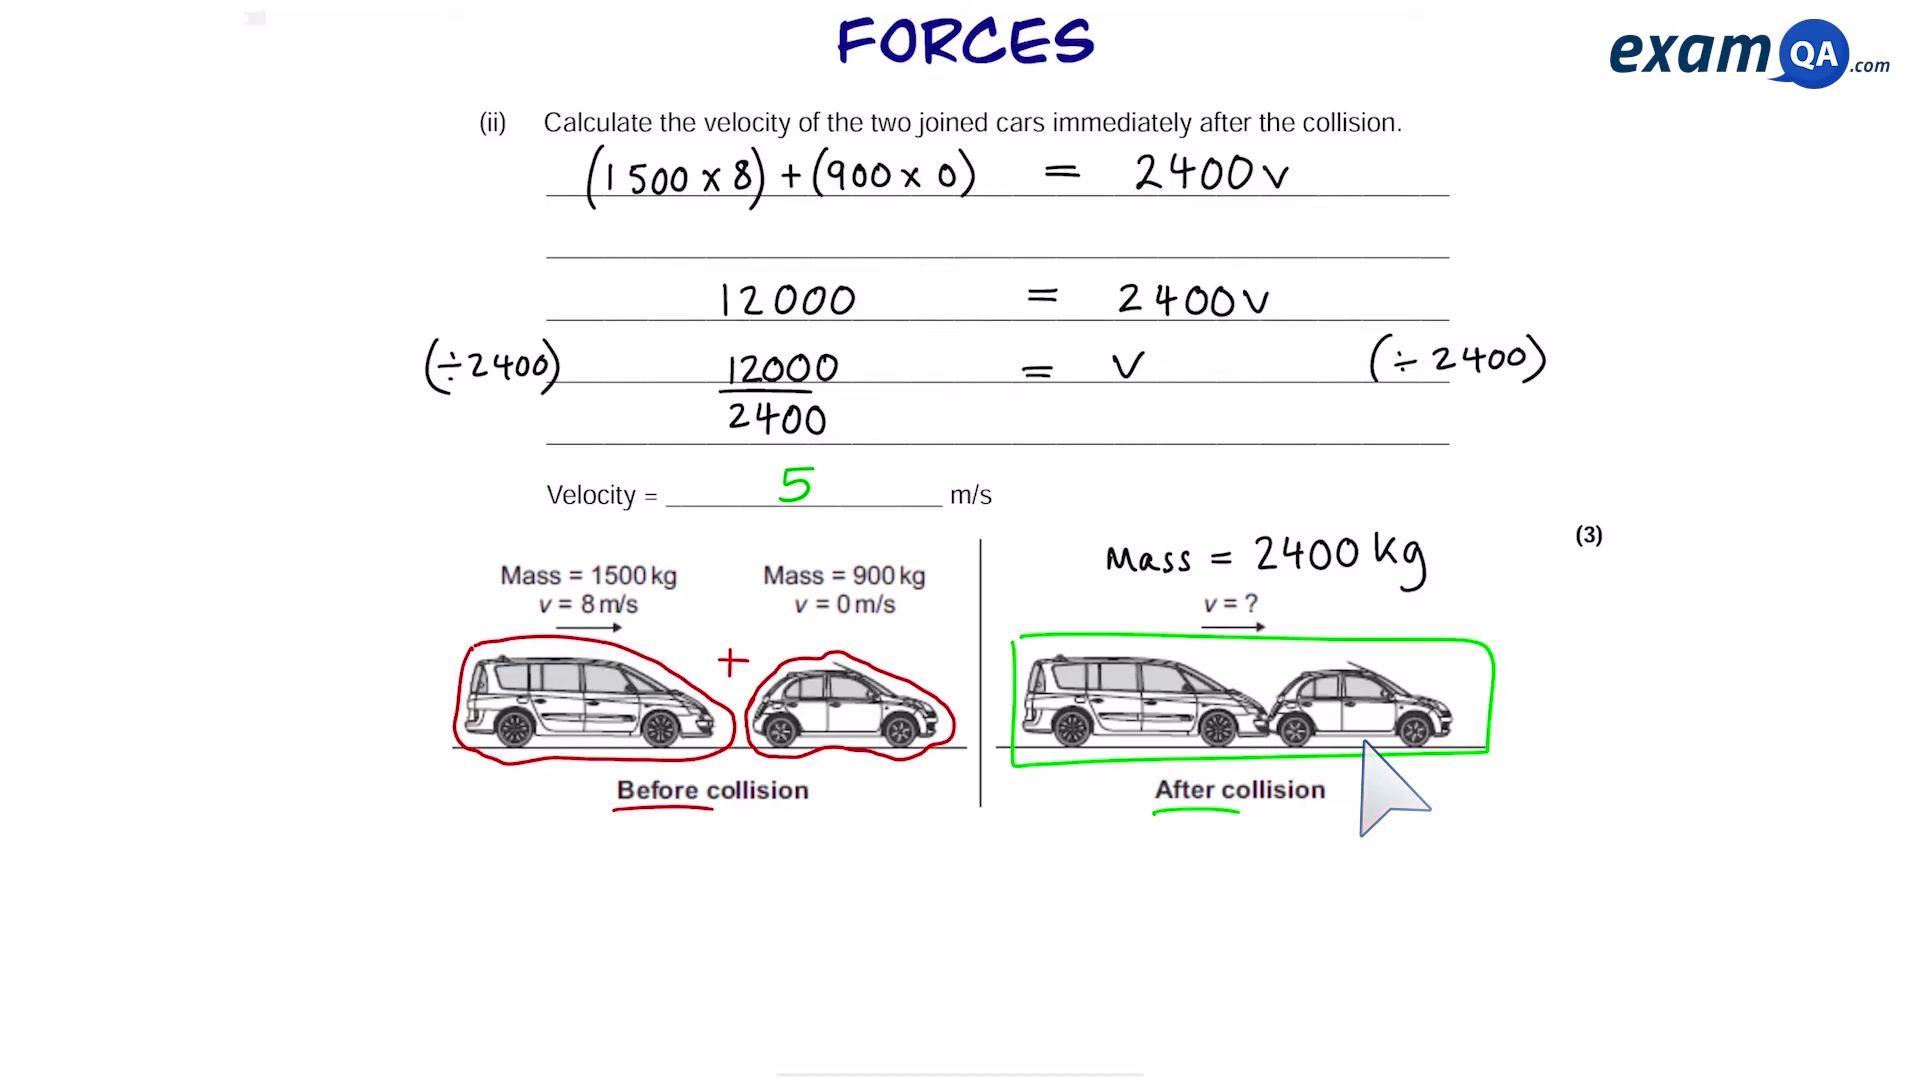 FORCES
examQA.com
(ii) Calculate the velocity of the two joined cars immediately after the collision.
(1500 x 8) + (900 x 0) = 2400v
12000 = 2400v
(÷2400) 12000 = v (÷2400)
2400
Velocity = 5 m/s
(3)
Mass = 1500 kg Mass = 900 kg Mass = 2400 kg
v = 8 m/s v = 0 m/s v = ?
+
Before collision After collision